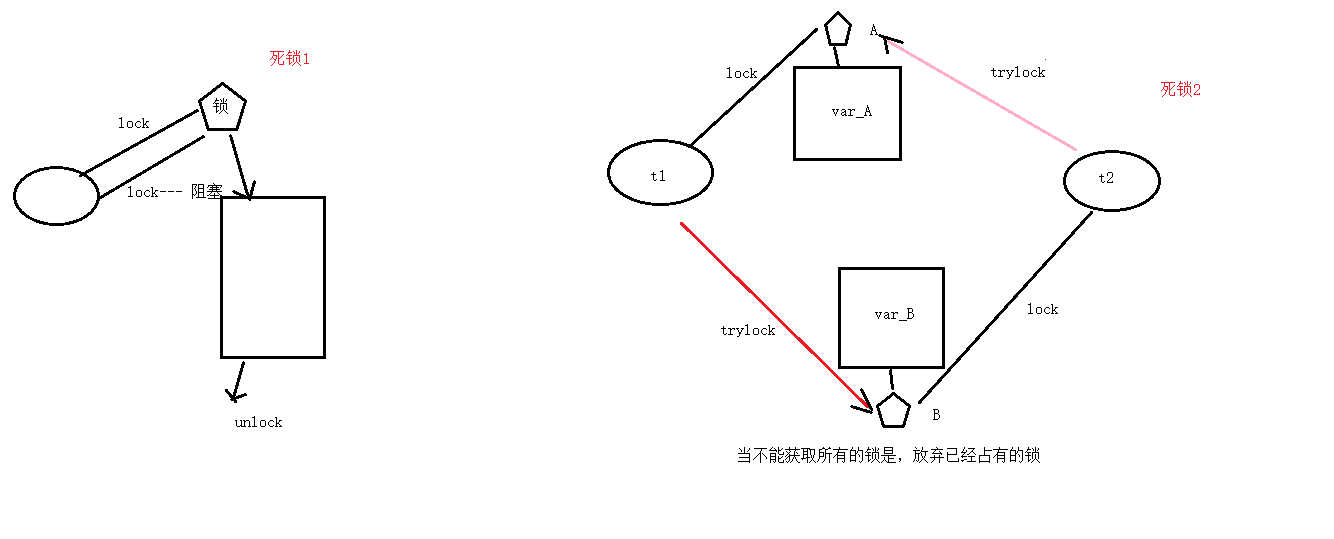 死锁1
锁
lock
lock--- 阻塞
unlock
A
lock
trylock
死锁2
var_A
t1
t2
var_B
lock
trylock
B
当不能获取所有的锁是，放弃已经占有的锁